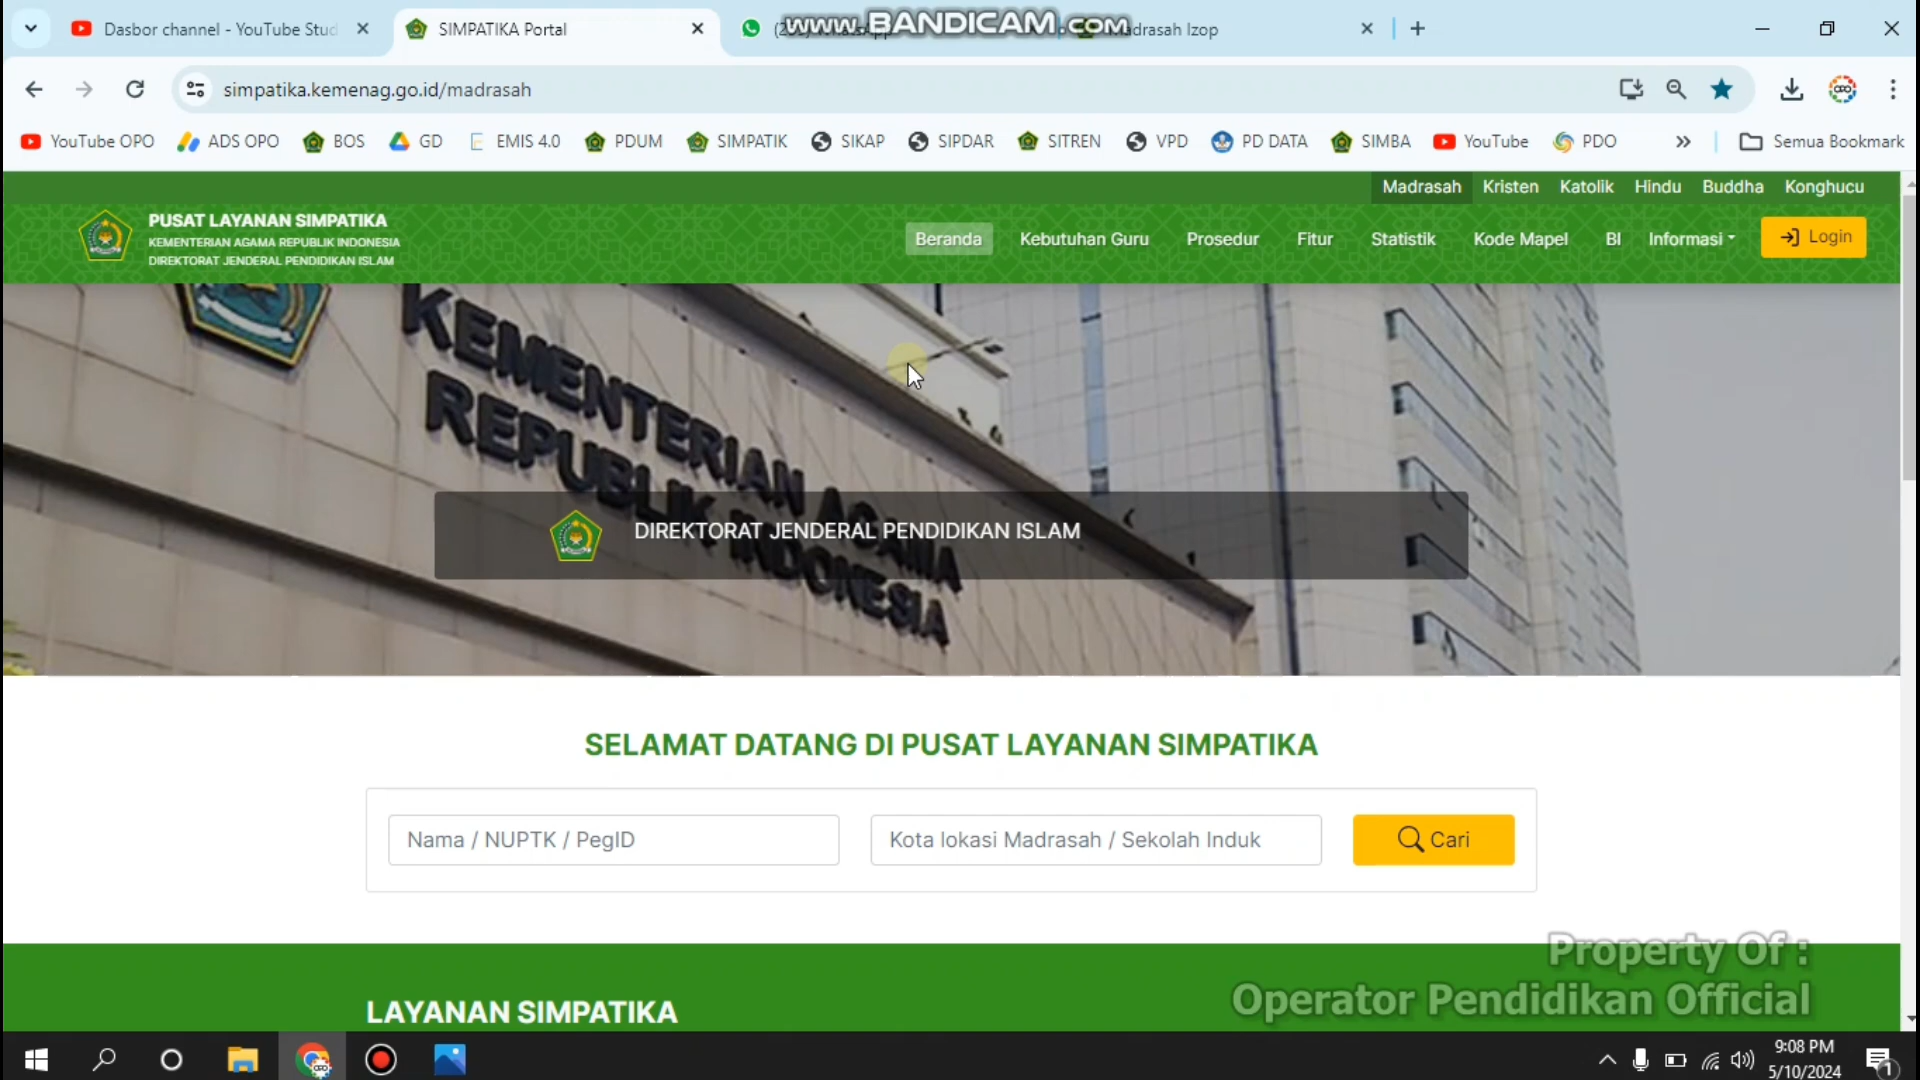 Dasbor channel - YouTube Stud
SIMPATIKA Portal
WWW.BANDICAM.COM
Madrasah Izop
simpatika.kemenag.go.id/madrasah
YouTube OPO
ADS OPO
BOS
GD
EMIS 4.0
PDUM
SIMPATIK
SIKAP
SIPDAR
SITREN
VPD
PD DATA
SIMBA
YouTube
PDO
Semua Bookmark
Madrasah
Kristen
Katolik
Hindu
Buddha
Konghucu
PUSAT LAYANAN SIMPATIKA
KEMENTERIAN AGAMA REPUBLIK INDONESIA
DIREKTORAT JENDERAL PENDIDIKAN ISLAM
Beranda
Kebutuhan Guru
Prosedur
Fitur
Statistik
Kode Mapel
BI
Informasi
Login
KEMENTERIAN AGAMA
REPUBLIK INDONESIA
DIREKTORAT JENDERAL PENDIDIKAN ISLAM
SELAMAT DATANG DI PUSAT LAYANAN SIMPATIKA
Nama / NUPTK / PegID
Kota lokasi Madrasah / Sekolah Induk
Cari
Property Of :
Operator Pendidikan Official
LAYANAN SIMPATIKA
9:08 PM
5/10/2024
1